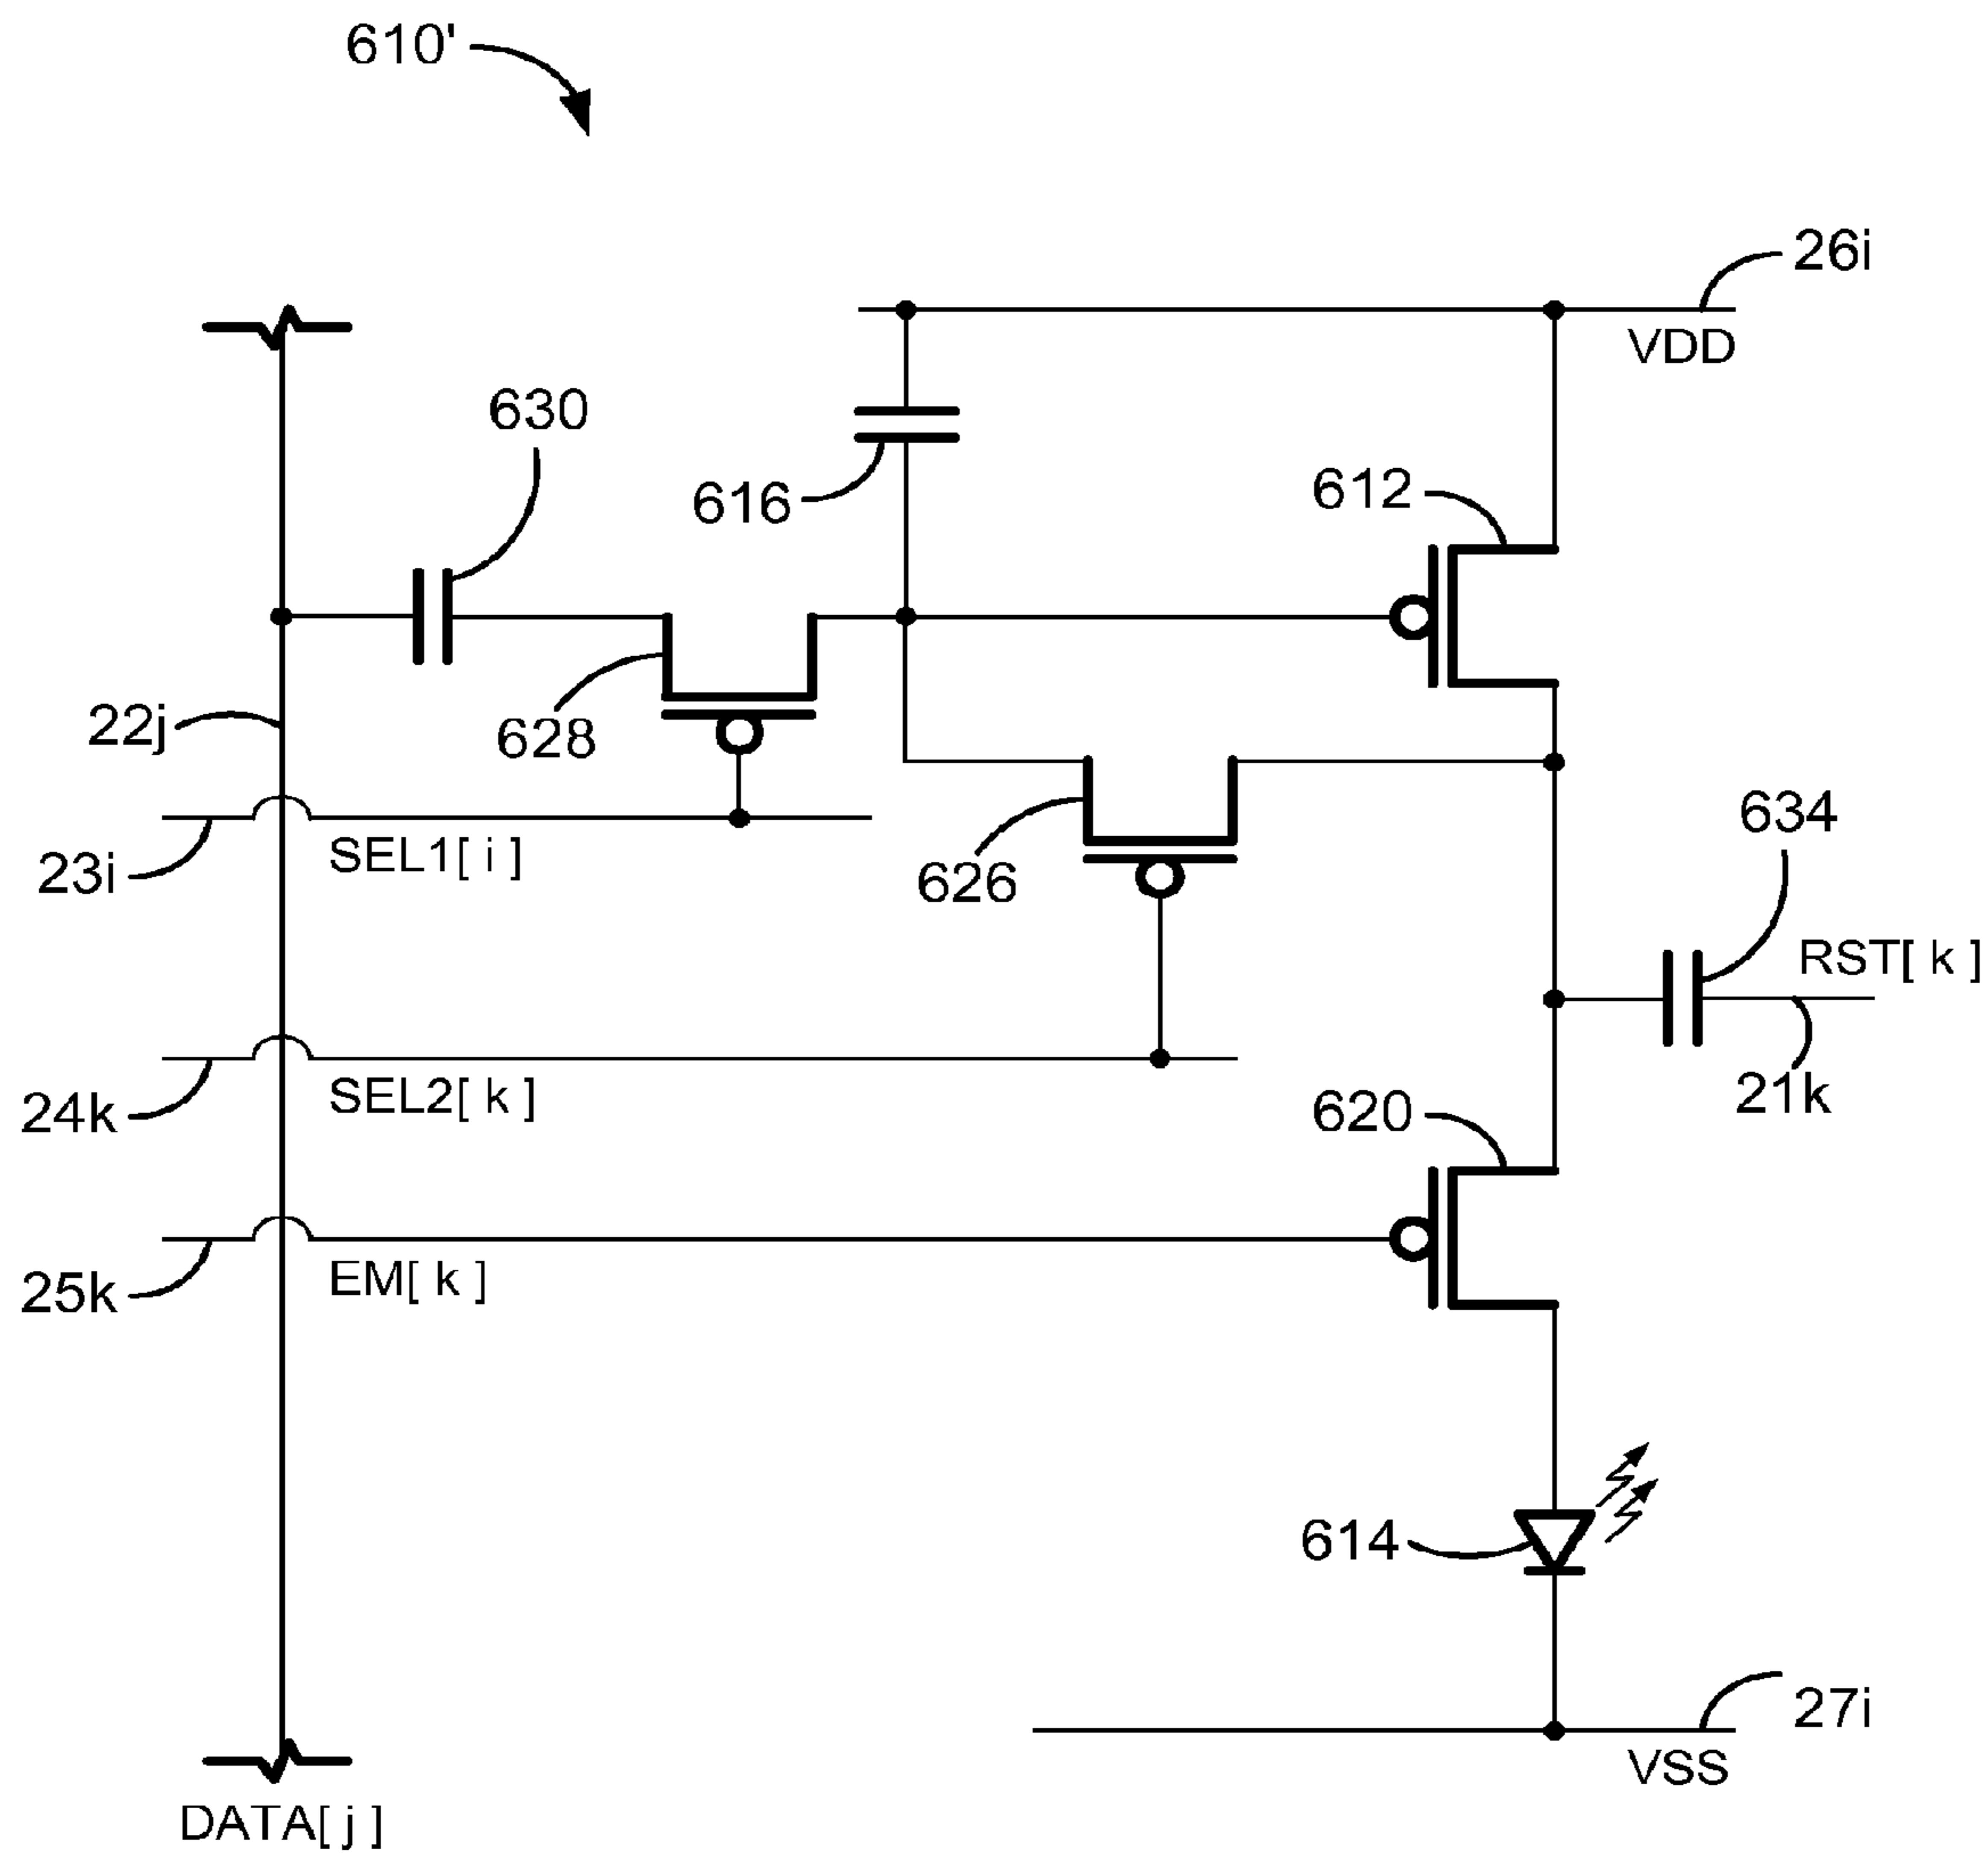 610'
26i
VDD
630
616
612
22j
628
634
23i
SEL1[ i ]
626
RST[ k ]
24k
SEL2[ k ]
21k
620
25k
EM[ k ]
614
27i
VSS
DATA[ j ]